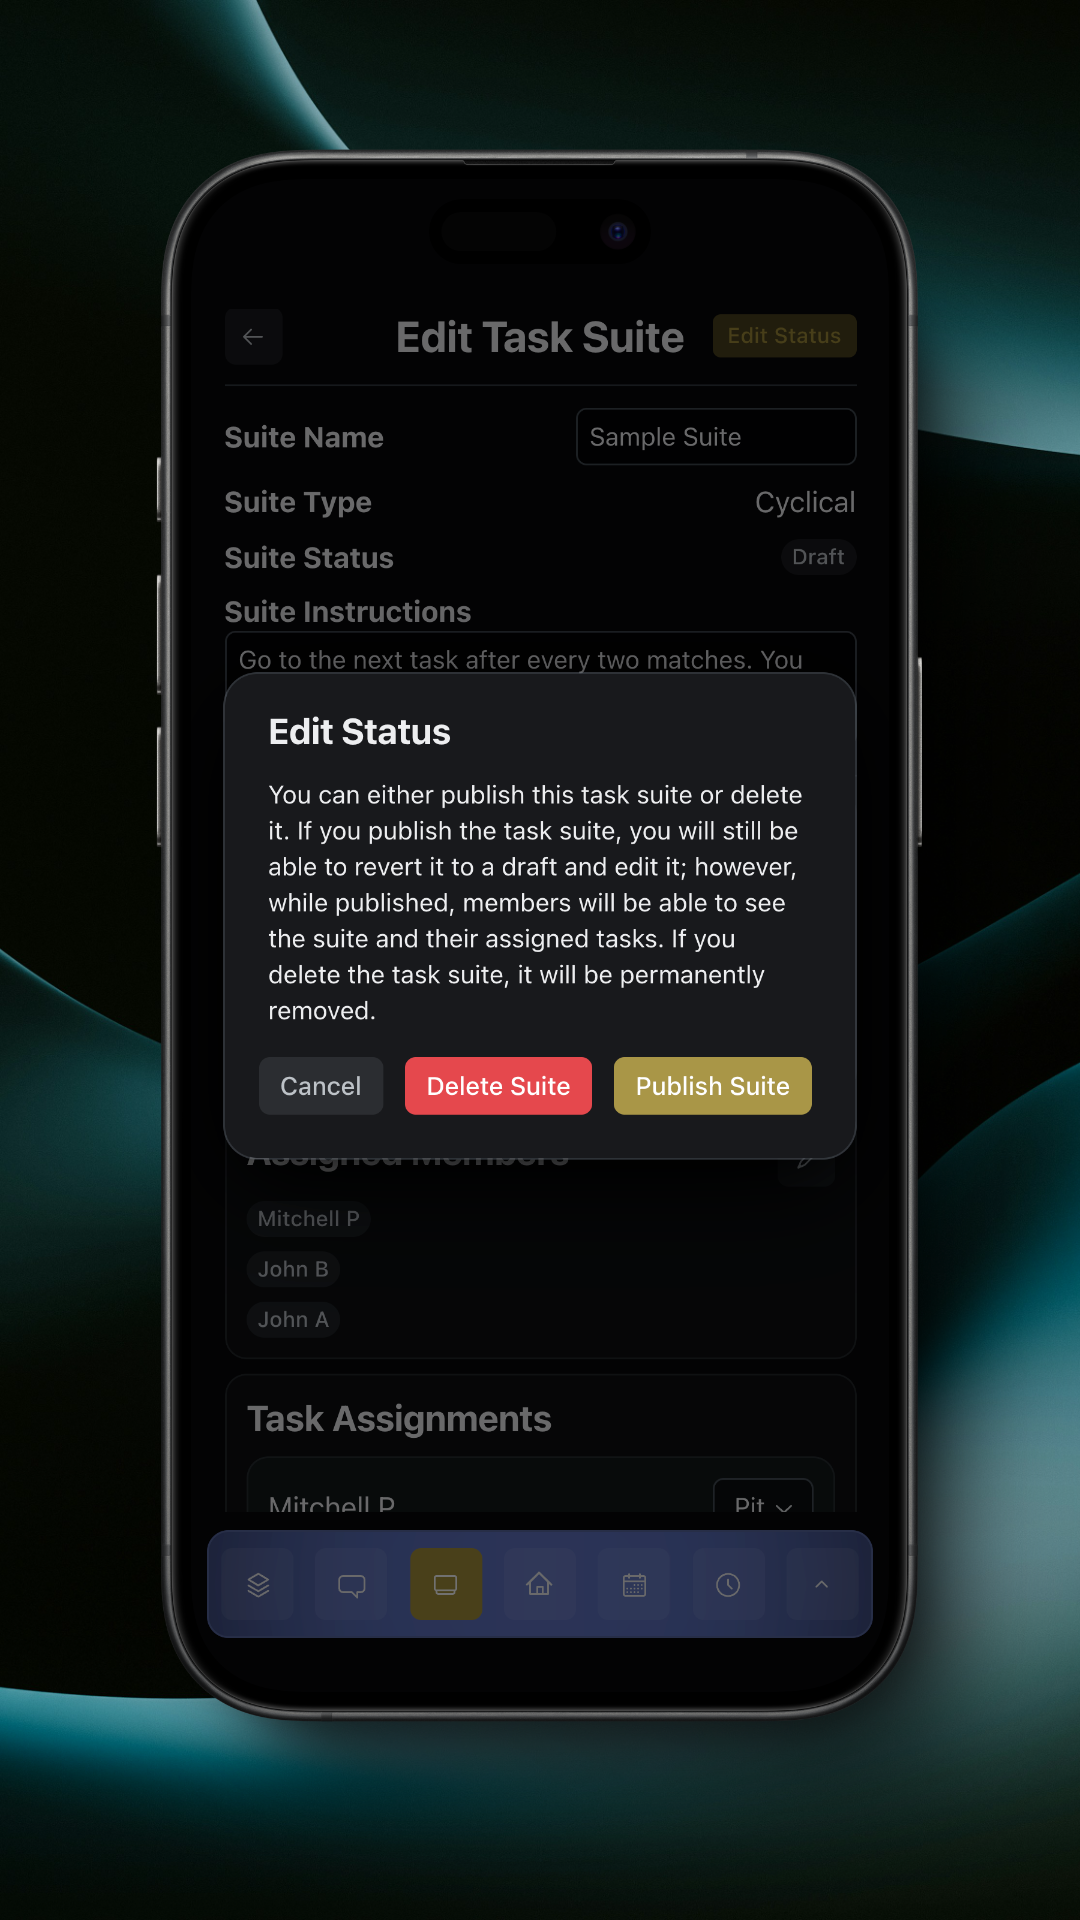 Edit Task Suite
Edit Status
Suite Name
Sample Suite
Suite Type
Cyclical
Suite Status
Draft
Suite Instructions
Go to the next task after every two matches. You
Edit Status
You can either publish this task suite or delete
it. If you publish the task suite, you will still be
able to revert it to a draft and edit it; however,
while published, members will be able to see
the suite and their assigned tasks. If you
delete the task suite, it will be permanently
removed.
Cancel
Delete Suite
Publish Suite
Assigned Members
Mitchell P
John B
John A
Task Assignments
Mitchell P
Pit